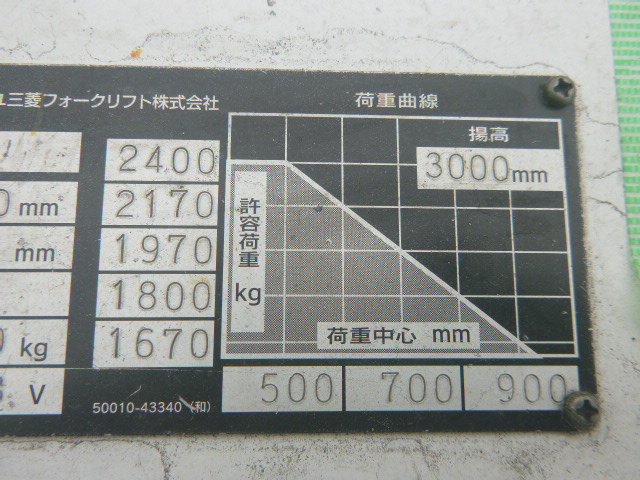 三菱フォークリフト株式会社
荷重曲線
揚高
3000mm
2400
mm 2170
mm 1970
1800
kg 1670
V
許容荷重
kg
荷重中心 mm
500 700 900
50010-43340 (和)